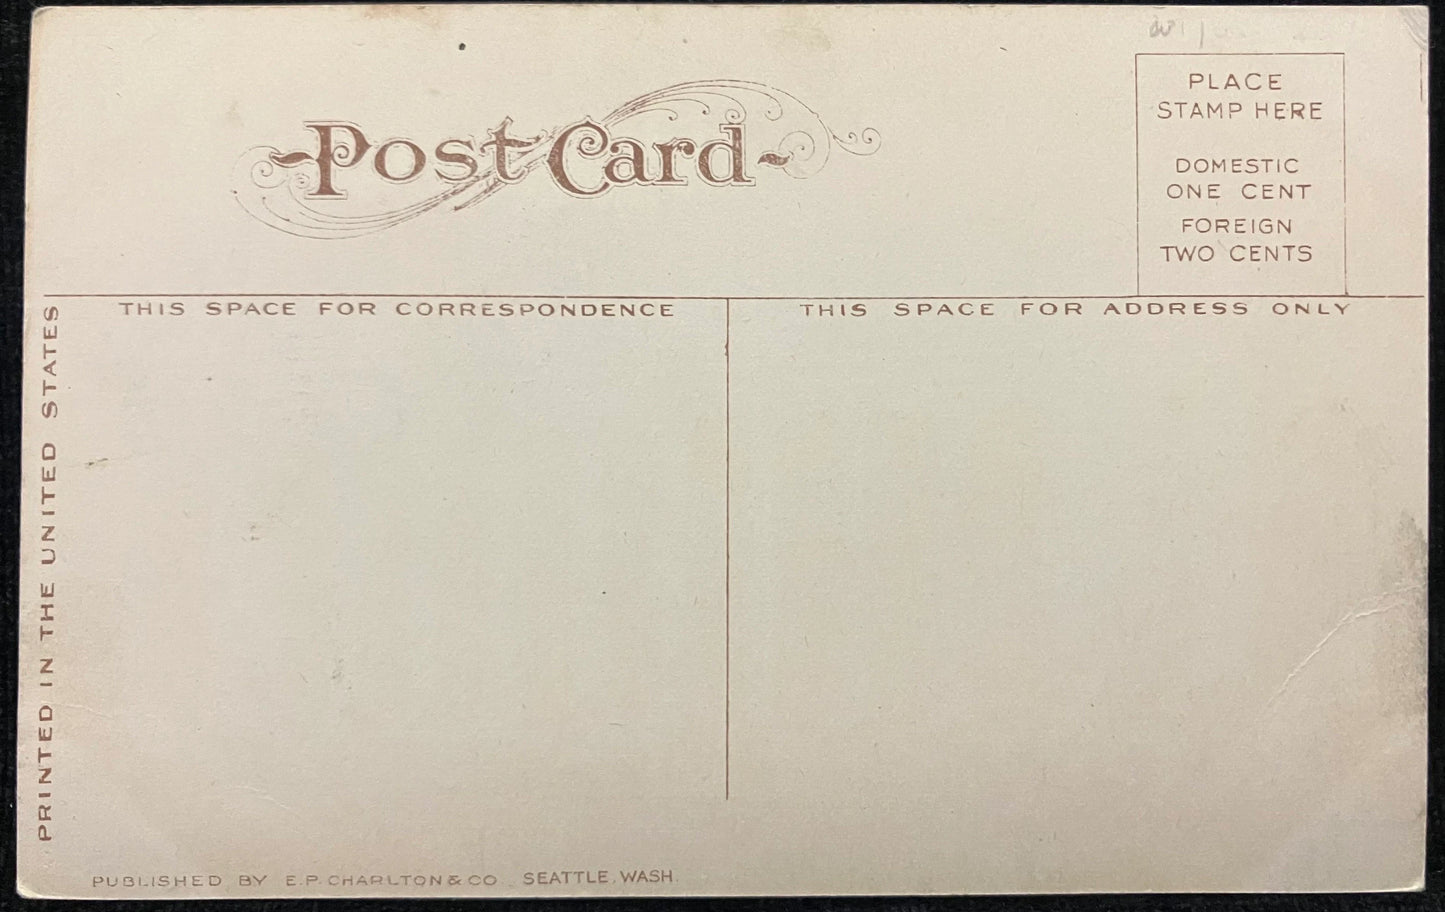 Post Card
PLACE
STAMP HERE
DOMESTIC
ONE CENT
FOREIGN
TWO CENTS
THIS SPACE FOR CORRESPONDENCE
THIS SPACE FOR ADDRESS ONLY
PRINTED IN THE UNITED STATES
PUBLISHED BY E.P. CHARLTON & CO. SEATTLE, WASH.